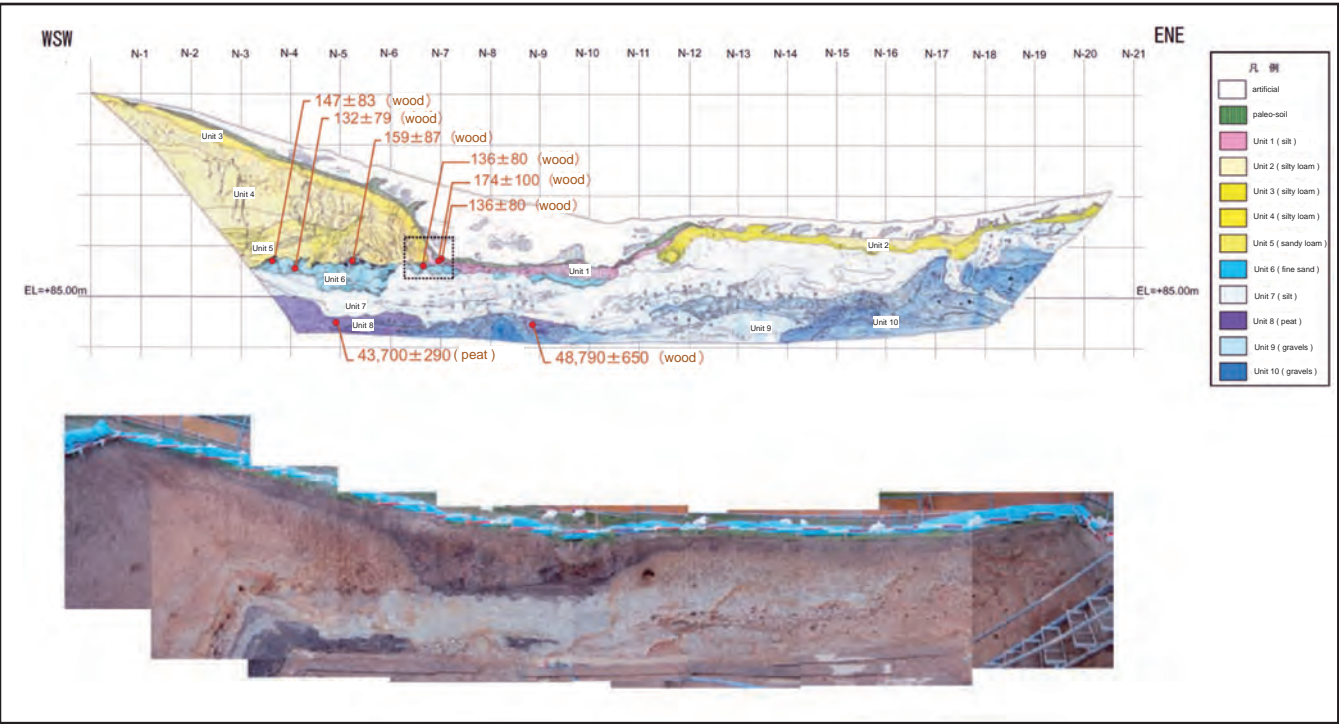 WSW
ENE
N-1 N-2 N-3 N-4 N-5 N-6 N-7 N-8 N-9 N-10 N-11 N-12 N-13 N-14 N-15 N-16 N-17 N-18 N-19 N-20 N-21
147±83 (wood)
132±79 (wood)
159±87 (wood)
136±80 (wood)
174±100 (wood)
136±80 (wood)
Unit 3
Unit 4
Unit 5
Unit 6
Unit 1
Unit 2
EL=+85.00m
EL=+85.00m
Unit 7
Unit 8
Unit 9
Unit 10
43,700±290 ( peat )
48,790±650 (wood)
凡 例
artificial
paleo-soil
Unit 1 ( silt )
Unit 2 ( silty loam )
Unit 3 ( silty loam )
Unit 4 ( silty loam )
Unit 5 ( sandy loam )
Unit 6 ( fine sand )
Unit 7 ( silt )
Unit 8 ( peat )
Unit 9 ( gravels )
Unit 10 ( gravels )